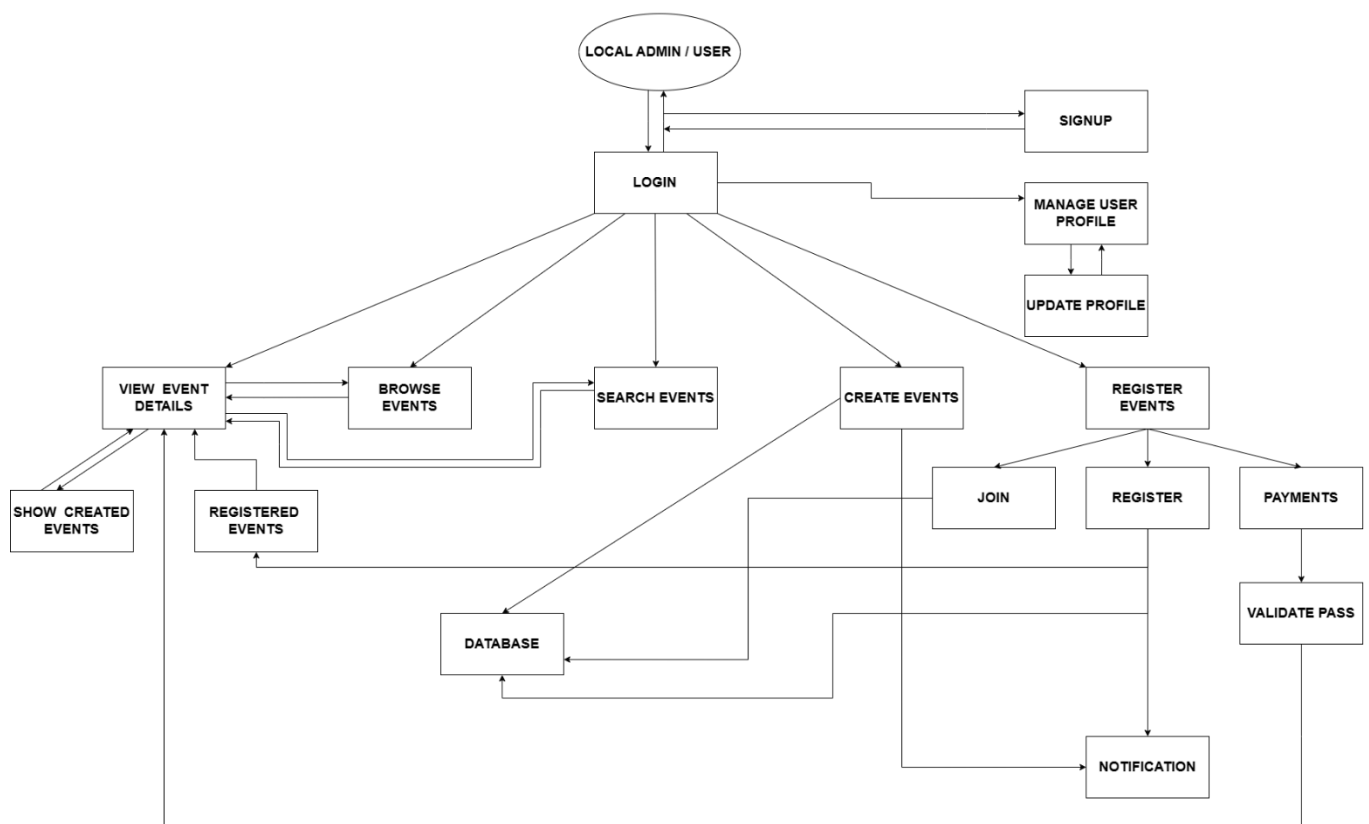 LOCAL ADMIN / USER
SIGNUP
LOGIN
MANAGE USER
PROFILE
UPDATE PROFILE
VIEW EVENT
DETAILS
BROWSE
EVENTS
SEARCH EVENTS
CREATE EVENTS
REGISTER
EVENTS
SHOW CREATED
EVENTS
REGISTERED
EVENTS
JOIN
REGISTER
PAYMENTS
DATABASE
VALIDATE PASS
NOTIFICATION